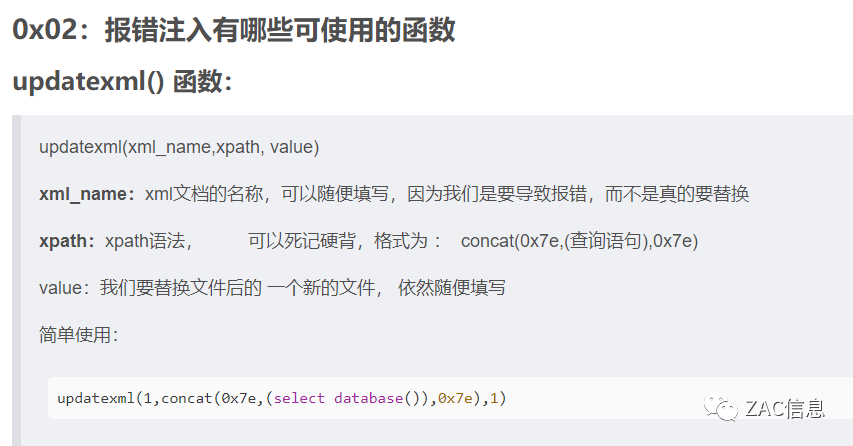 0x02：报错注入有哪些可使用的函数
updatexml() 函数：
updatexml(xml_name,xpath, value)
xml_name：xml文档的名称，可以随便填写，因为我们是要导致报错，而不是真的要替换
xpath：xpath语法， 可以死记硬背，格式为 ： concat(0x7e,(查询语句),0x7e)
value：我们要替换文件后的 一个新的文件， 依然随便填写
简单使用：
updatexml(1,concat(0x7e,(select database()),0x7e),1)
ZAC信息